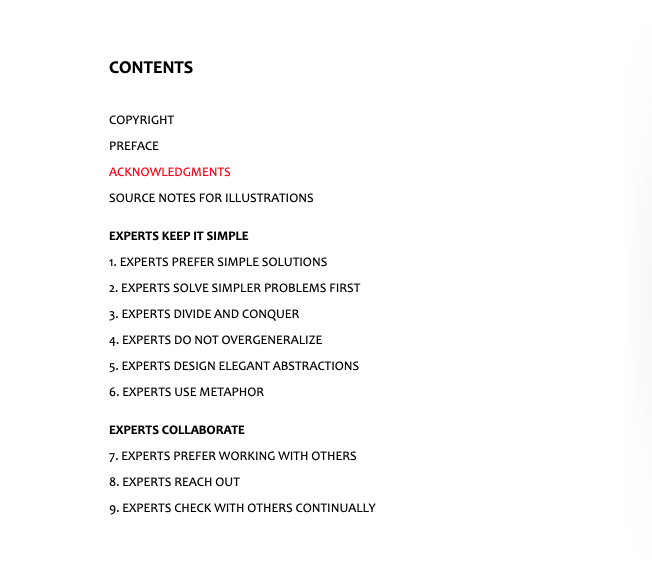 CONTENTS
COPYRIGHT
PREFACE
ACKNOWLEDGMENTS
SOURCE NOTES FOR ILLUSTRATIONS
EXPERTS KEEP IT SIMPLE
1. EXPERTS PREFER SIMPLE SOLUTIONS
2. EXPERTS SOLVE SIMPLER PROBLEMS FIRST
3. EXPERTS DIVIDE AND CONQUER
4. EXPERTS DO NOT OVERGENERALIZE
5. EXPERTS DESIGN ELEGANT ABSTRACTIONS
6. EXPERTS USE METAPHOR
EXPERTS COLLABORATE
7. EXPERTS PREFER WORKING WITH OTHERS
8. EXPERTS REACH OUT
9. EXPERTS CHECK WITH OTHERS CONTINUALLY